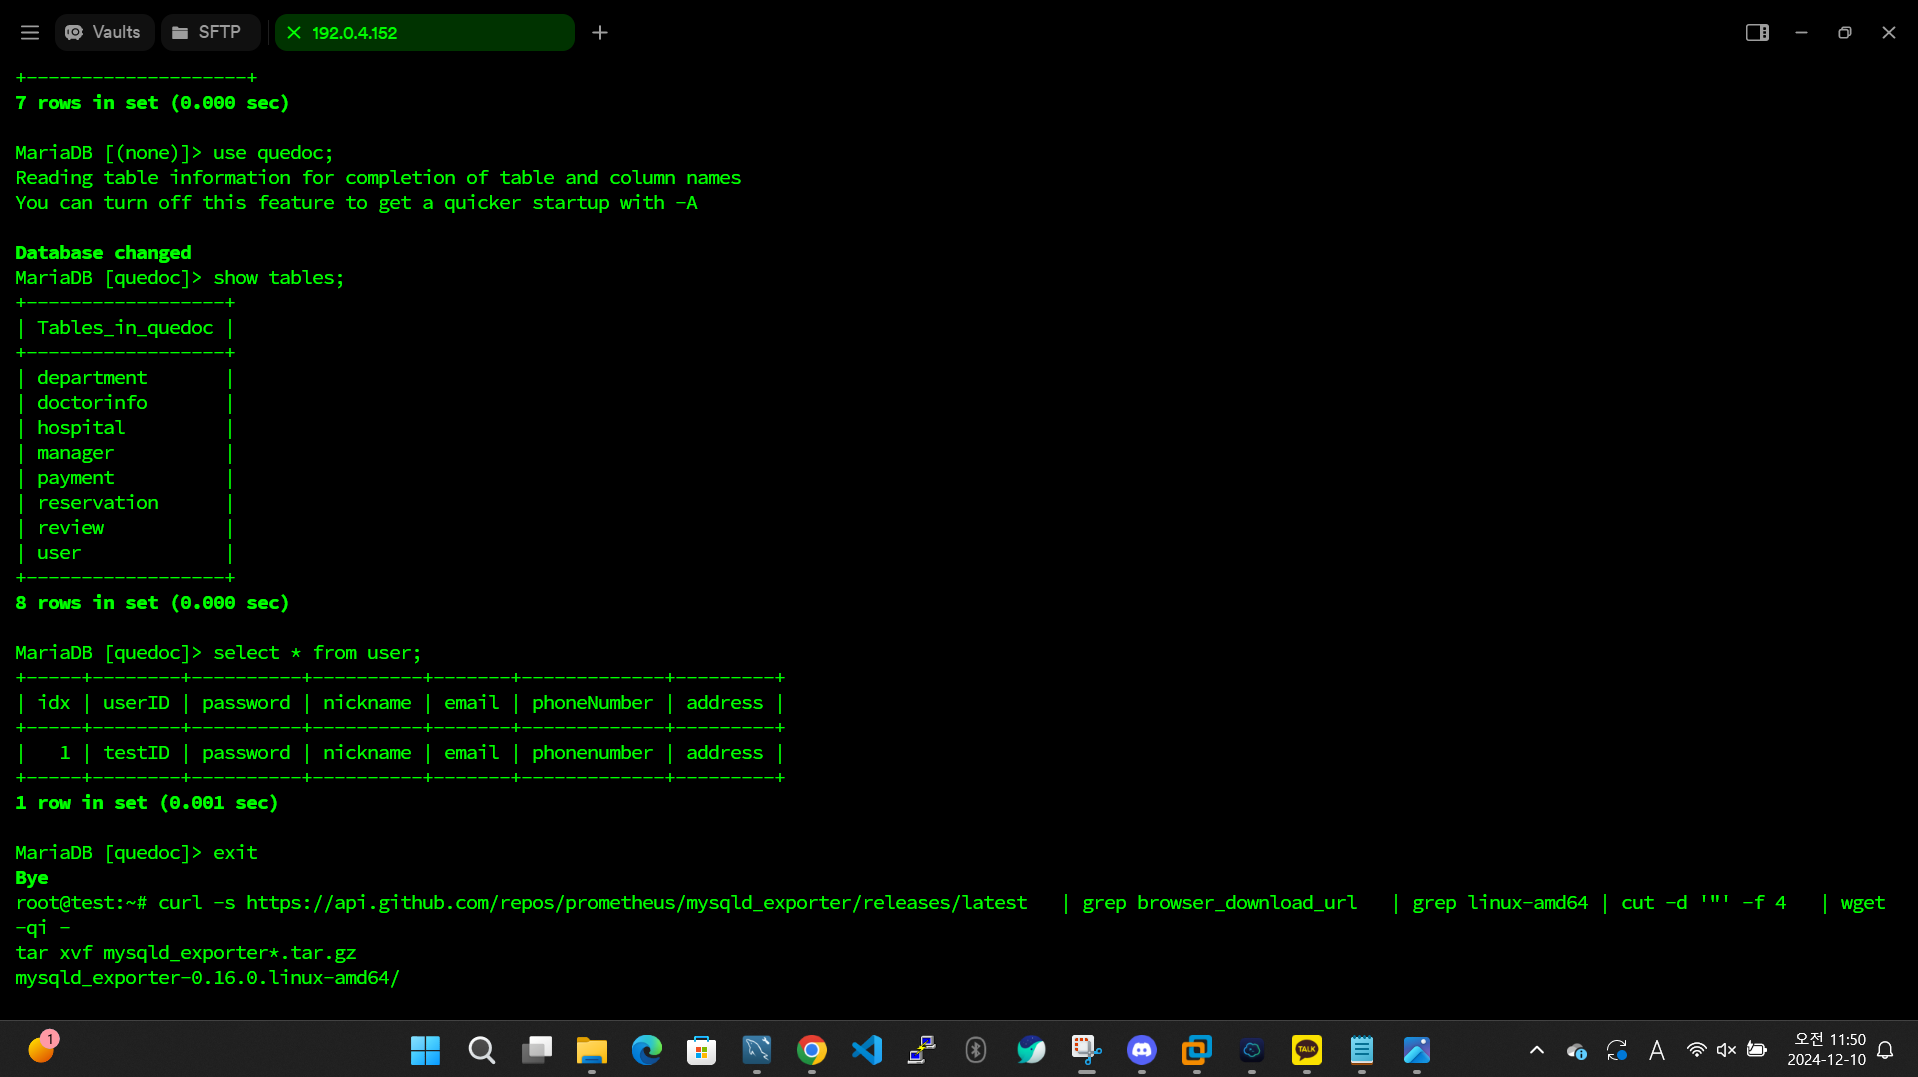 Vaults
SFTP
192.0.4.152
+--------------------+
7 rows in set (0.000 sec)
MariaDB [(none)]> use quedoc;
Reading table information for completion of table and column names
You can turn off this feature to get a quicker startup with -A
Database changed
MariaDB [quedoc]> show tables;
+------------------+
| Tables_in_quedoc |
+------------------+
| department       |
| doctorinfo       |
| hospital         |
| manager          |
| payment          |
| reservation      |
| review           |
| user             |
+------------------+
8 rows in set (0.000 sec)
MariaDB [quedoc]> select * from user;
+-----+--------+----------+----------+-------+-------------+---------+
| idx | userID | password | nickname | email | phoneNumber | address |
+-----+--------+----------+----------+-------+-------------+---------+
|   1 | testID | password | nickname | email | phonenumber | address |
+-----+--------+----------+----------+-------+-------------+---------+
1 row in set (0.001 sec)
MariaDB [quedoc]> exit
Bye
root@test:~# curl -s https://api.github.com/repos/prometheus/mysqld_exporter/releases/latest   | grep browser_download_url   | grep linux-amd64 | cut -d '"' -f 4   | wget
-qi -
tar xvf mysqld_exporter*.tar.gz
mysqld_exporter-0.16.0.linux-amd64/
1
TALK
A
오전 11:50
2024-12-10